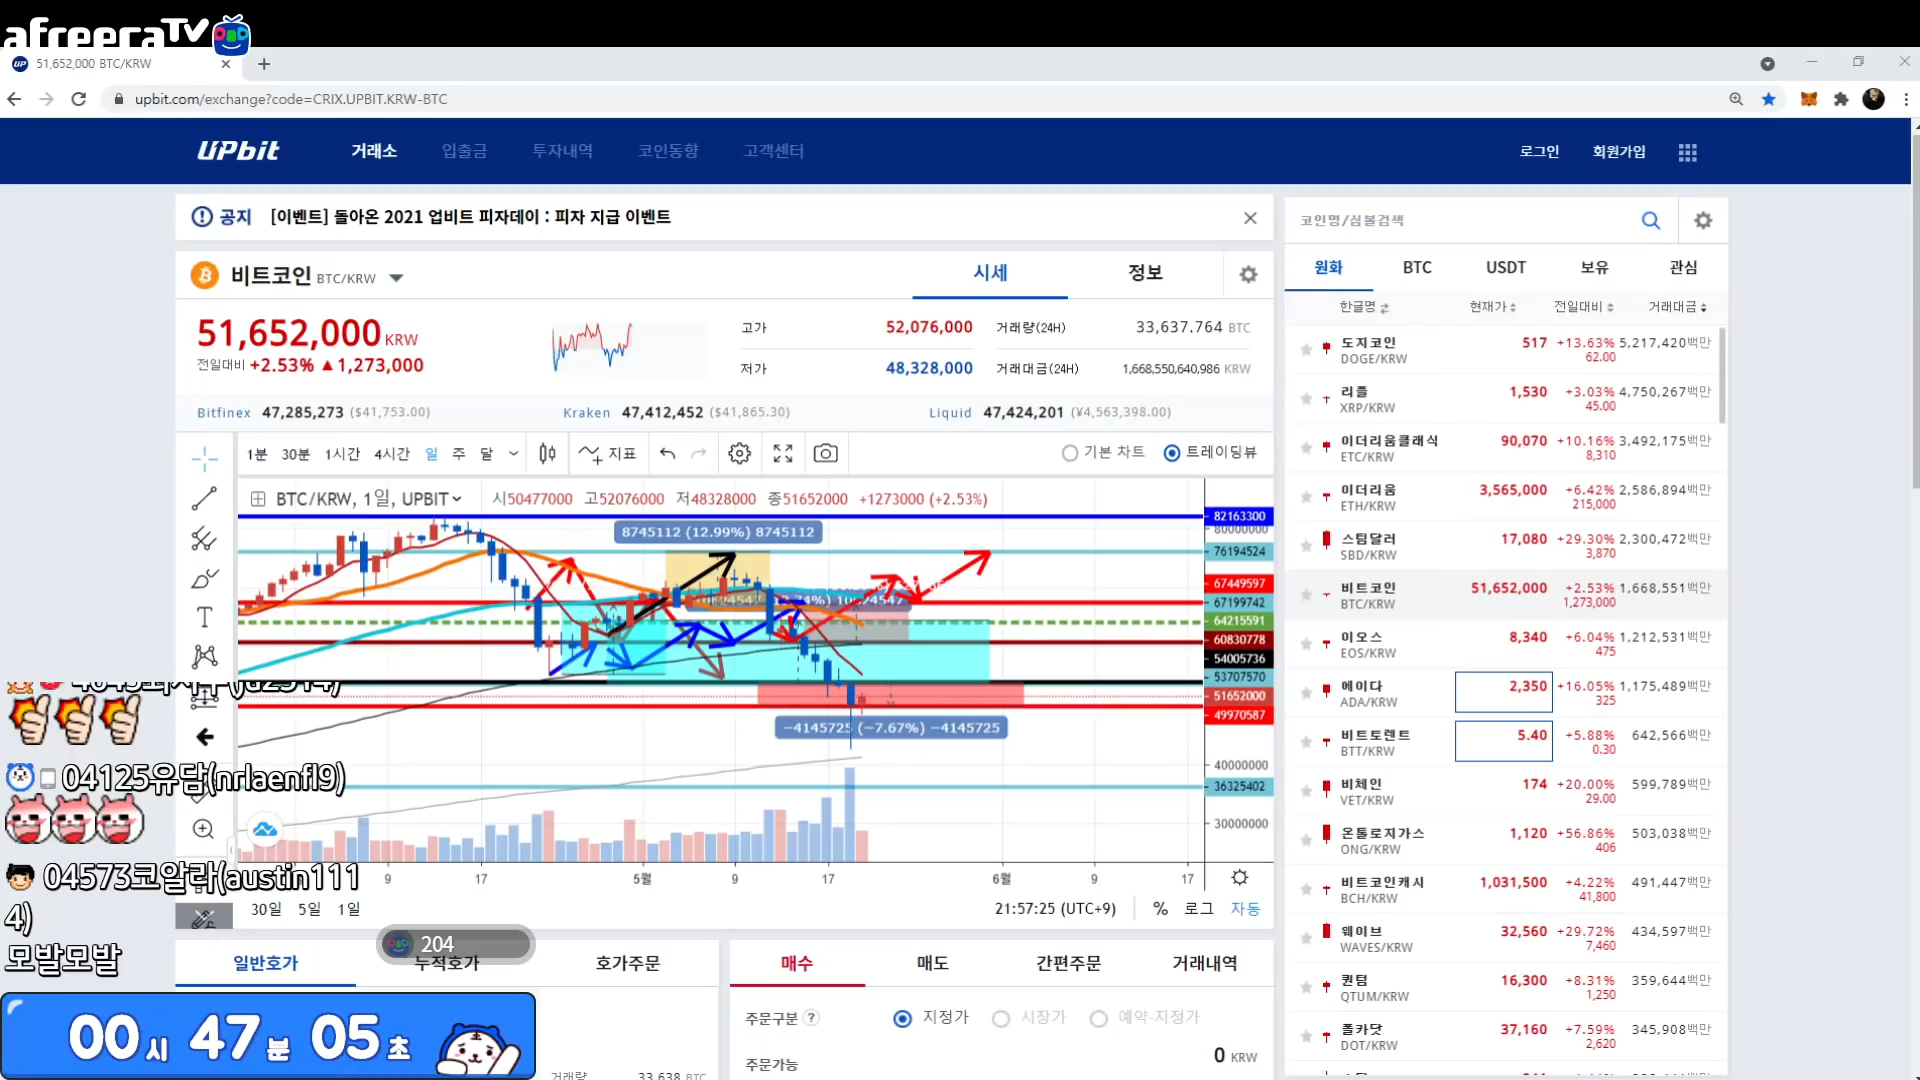 afreecaTV
51,652,000 BTC/KRW
upbit.com/exchange?code=CRIX.UPBIT.KRW-BTC
UPbit 거래소 입출금 투자내역 코인동향 고객센터 로그인 회원가입
공지 [이벤트] 돌아온 2021 업비트 피자데이 : 피자 지급 이벤트
비트코인 BTC/KRW 시세 정보
51,652,000 KRW
전일대비 +2.53% ▲1,273,000
고가 52,076,000 거래량(24H) 33,637.764 BTC
저가 48,328,000 거래대금(24H) 1,668,550,640,986 KRW
Bitfinex 47,285,273 ($41,753.00) Kraken 47,412,452 ($41,865.30) Liquid 47,424,201 (¥4,563,398.00)
1분 30분 1시간 4시간 일 주 달 지표 기본 차트 트레이딩뷰
BTC/KRW, 1일, UPBIT 시50477000 고52076000 저48328000 종51652000 +1273000 (+2.53%)
8745112 (12.99%) 8745112
−4145725 (−7.67%) −4145725
82163300
80000000
76194524
67449597
67199742
64215591
60830778
54005736
53707570
51652000
49970587
40000000
36325402
30000000
9 17 5월 9 17 6월 9 17
30일 5일 1일
21:57:25 (UTC+9) % 로그 자동
04125유담(nrlaenfl9)
04573코알라(austin111
4)
모발모발
204
00시 47분 05초
일반호가 누적호가 호가주문
거래량 33,638 BTC
매수 매도 간편주문 거래내역
주문구분 ? 지정가 시장가 예약-지정가
주문가능 0 KRW
코인명/심볼검색
원화 BTC USDT 보유 관심
한글명 현재가 전일대비 거래대금
도지코인 517 +13.63% 5,217,420백만
DOGE/KRW 62.00
리플 1,530 +3.03% 4,750,267백만
XRP/KRW 45.00
이더리움클래식 90,070 +10.16% 3,492,175백만
ETC/KRW 8,310
이더리움 3,565,000 +6.42% 2,586,894백만
ETH/KRW 215,000
스팀달러 17,080 +29.30% 2,300,472백만
SBD/KRW 3,870
비트코인 51,652,000 +2.53% 1,668,551백만
BTC/KRW 1,273,000
이오스 8,340 +6.04% 1,212,531백만
EOS/KRW 475
에이다 2,350 +16.05% 1,175,489백만
ADA/KRW 325
비트토렌트 5.40 +5.88% 642,566백만
BTT/KRW 0.30
비체인 174 +20.00% 599,789백만
VET/KRW 29.00
온톨로지가스 1,120 +56.86% 503,038백만
ONG/KRW 406
비트코인캐시 1,031,500 +4.22% 491,447백만
BCH/KRW 41,800
웨이브 32,560 +29.72% 434,597백만
WAVES/KRW 7,460
퀀텀 16,300 +8.31% 359,644백만
QTUM/KRW 1,250
폴카닷 37,160 +7.59% 345,908백만
DOT/KRW 2,620